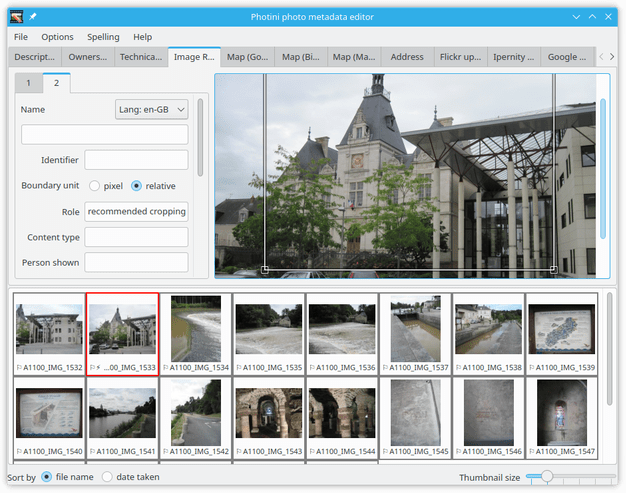 Photini photo metadata editor
File Options Spelling Help
Descript... Owners... Technica... Image R... Map (Go... Map (Bi... Map (Ma... Address Flickr up... Ipernity ... Google ...
1 2
Name Lang: en-GB
Identifier
Boundary unit pixel relative
Role recommended cropping
Content type
Person shown
A1100_IMG_1532 ...00_IMG_1533 A1100_IMG_1534 A1100_IMG_1535 A1100_IMG_1536 A1100_IMG_1537 A1100_IMG_1538 A1100_IMG_1539
A1100_IMG_1540 A1100_IMG_1541 A1100_IMG_1542 A1100_IMG_1543 A1100_IMG_1544 A1100_IMG_1545 A1100_IMG_1546 A1100_IMG_1547
Sort by file name date taken Thumbnail size